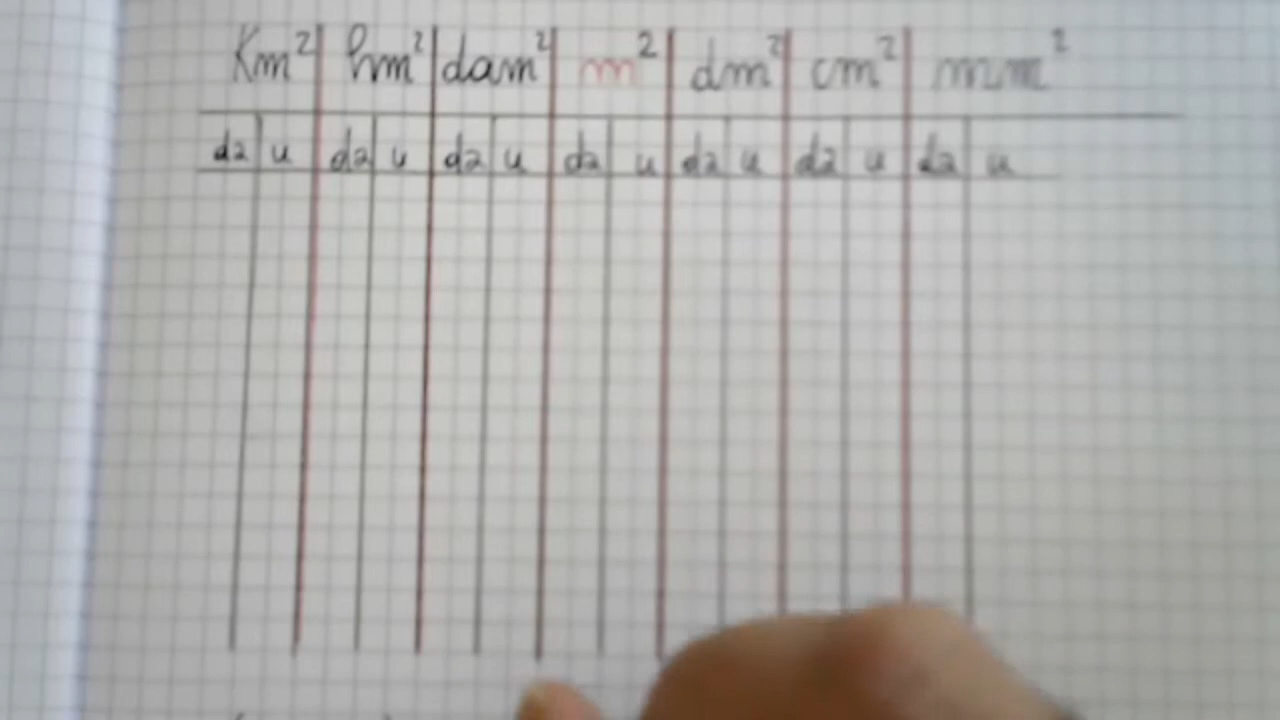 Km² hm² dam² m² dm² cm² mm²
da u da u da u da u da u da u da u